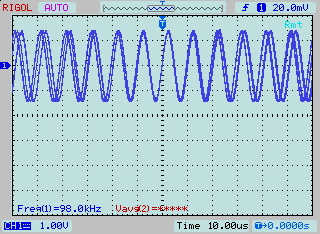 RIGOL AUTO T f 1 20.0mV
T
Rmt
1
Freq(1)=98.0kHz Vavg(2)=*****
CH1 1.00V Time 10.00us T→0.0000s